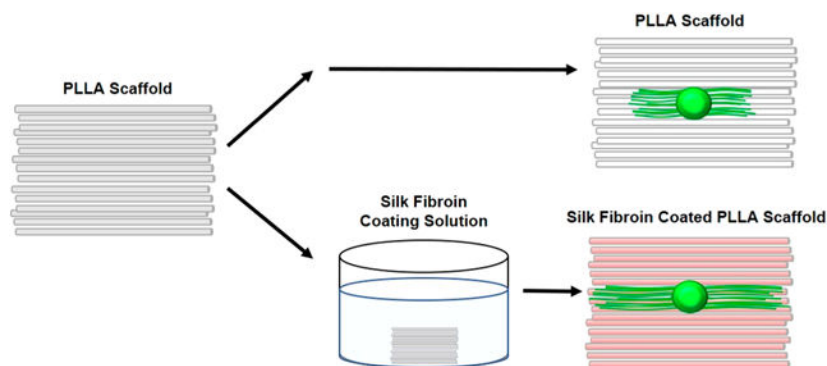 PLLA Scaffold
PLLA Scaffold
Silk Fibroin
Coating Solution
Silk Fibroin Coated PLLA Scaffold